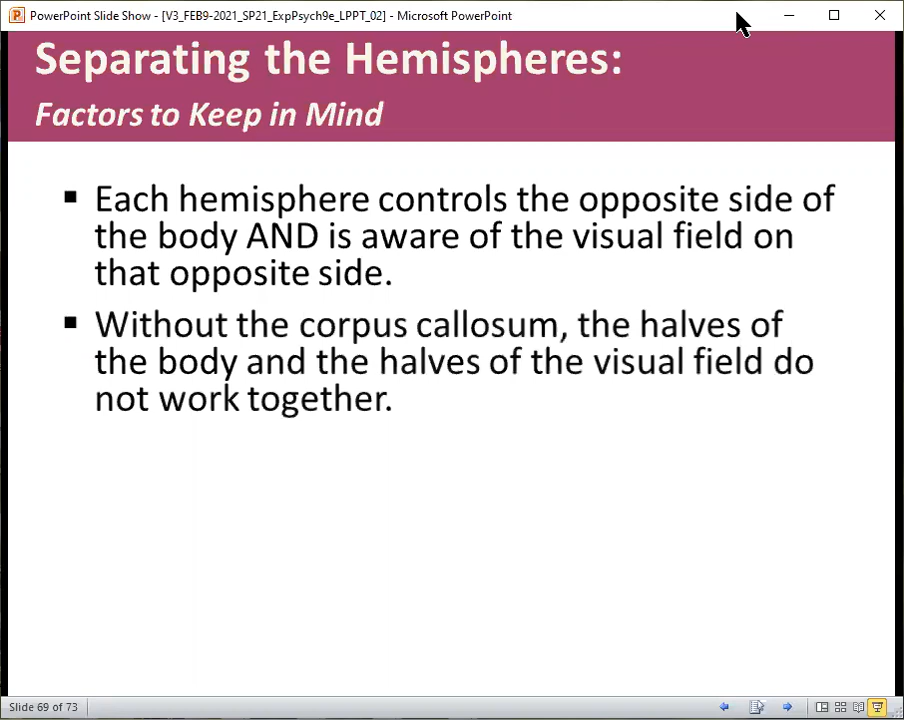 PowerPoint Slide Show - [V3_FEB9-2021_SP21_ExpPsych9e_LPPT_02] - Microsoft PowerPoint
Separating the Hemispheres:
Factors to Keep in Mind
▪ Each hemisphere controls the opposite side of
the body AND is aware of the visual field on
that opposite side.
▪ Without the corpus callosum, the halves of
the body and the halves of the visual field do
not work together.
Slide 69 of 73